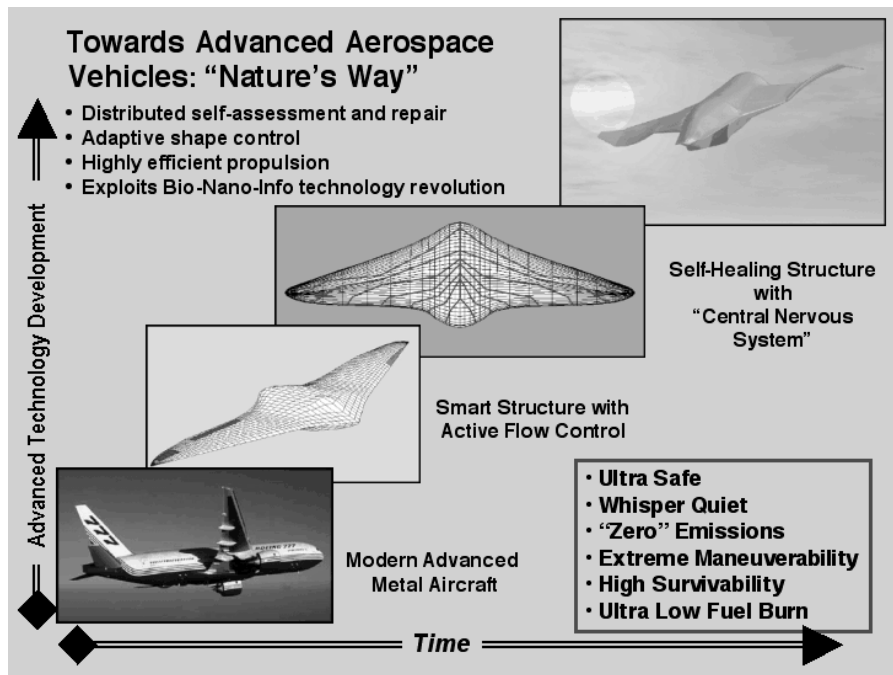 Towards Advanced Aerospace
Vehicles: “Nature’s Way”
• Distributed self-assessment and repair
• Adaptive shape control
• Highly efficient propulsion
• Exploits Bio-Nano-Info technology revolution
Advanced Technology Development
Self-Healing Structure
with
“Central Nervous
System”
Smart Structure with
Active Flow Control
777
BOEING 777
Modern Advanced
Metal Aircraft
• Ultra Safe
• Whisper Quiet
• “Zero” Emissions
• Extreme Maneuverability
• High Survivability
• Ultra Low Fuel Burn
Time